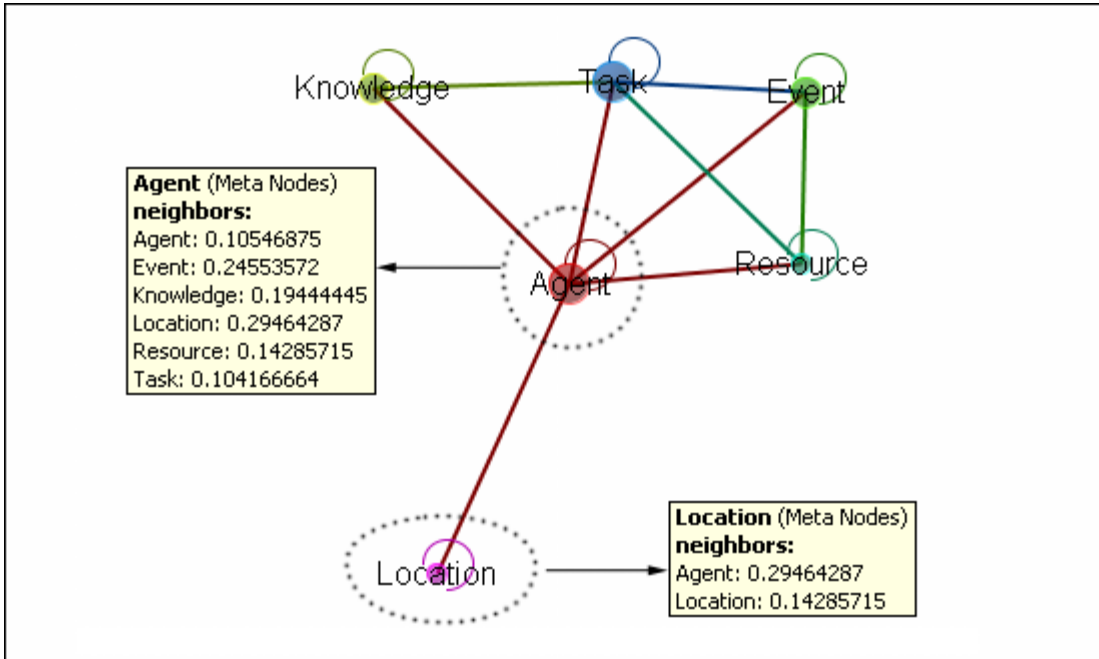 Knowledge
Task
Event
Agent (Meta Nodes)
neighbors:
Agent: 0.10546875
Event: 0.24553572
Knowledge: 0.19444445
Location: 0.29464287
Resource: 0.14285715
Task: 0.104166664
Agent
Resource
Location
Location (Meta Nodes)
neighbors:
Agent: 0.29464287
Location: 0.14285715